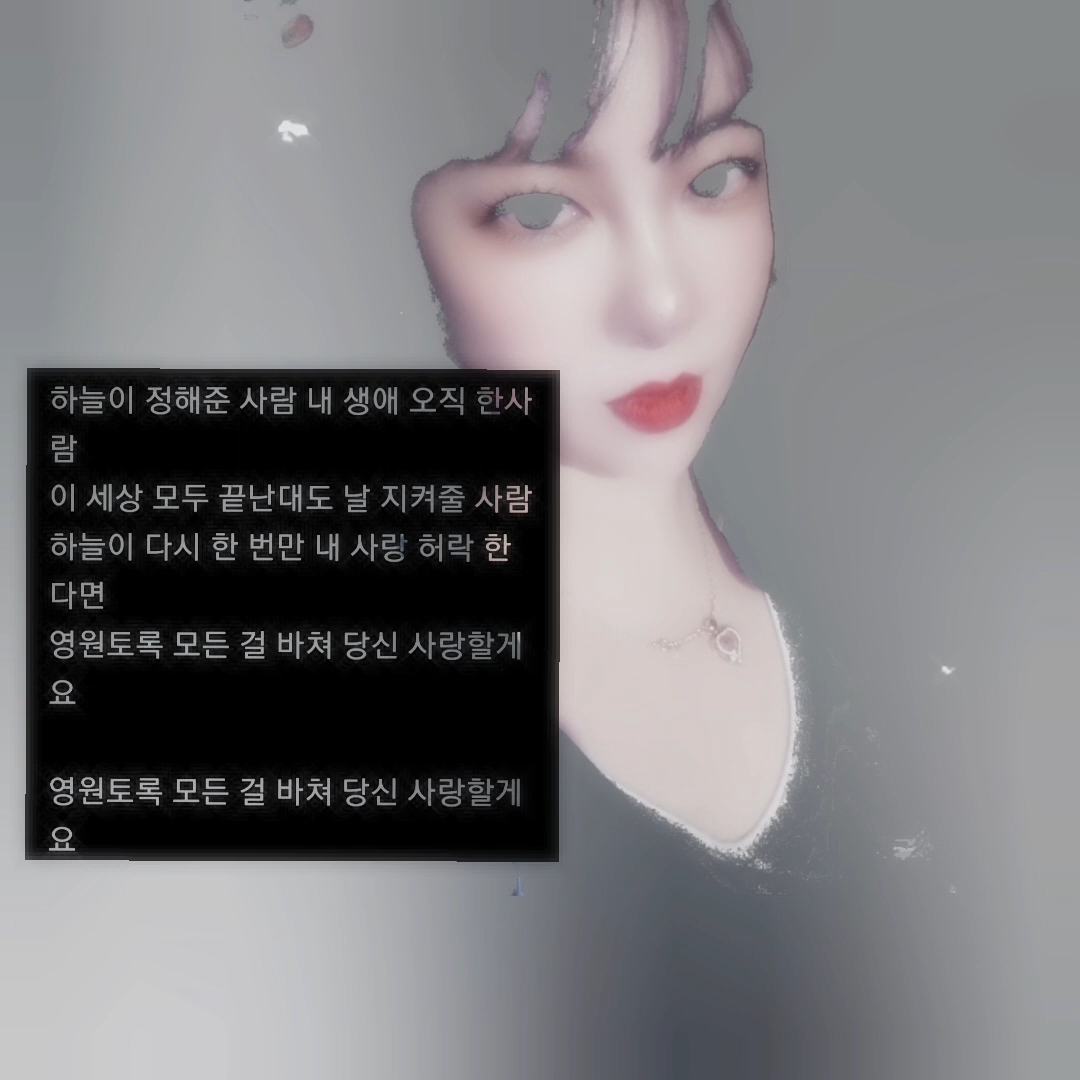 하늘이 정해준 사람 내 생애 오직 한사
람
이 세상 모두 끝난대도 날 지켜줄 사람
하늘이 다시 한 번만 내 사랑 허락 한
다면
영원토록 모든 걸 바쳐 당신 사랑할게
요
영원토록 모든 걸 바쳐 당신 사랑할게
요